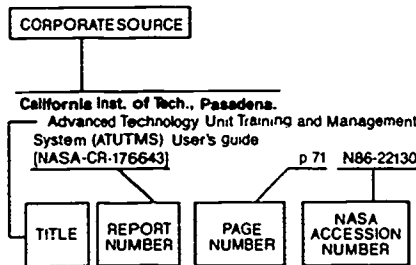 CORPORATE SOURCE
California Inst. of Tech., Pasadena.
Advanced Technology Unit Training and Management
System (ATUTMS) User's guide
[NASA-CR-176643] p 71 N86-22130
TITLE
REPORT
NUMBER
PAGE
NUMBER
NASA
ACCESSION
NUMBER